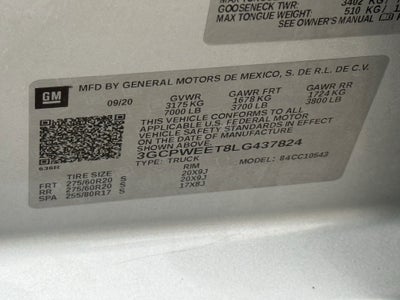 3402 KG /
GOOSENECK TWR:
MAX TONGUE WEIGHT: 510 KG /
SEE OWNER'S MANUAL
MFD BY GENERAL MOTORS DE MEXICO, S. DE R.L. DE C.V.
GM
09/20 GVWR GAWR FRT GAWR RR
3175 KG 1678 KG 1724 KG
7000 LB 3700 LB 3800 LB
THIS VEHICLE CONFORMS TO ALL
APPLICABLE U.S. FEDERAL MOTOR
VEHICLE SAFETY STANDARDS IN EFFECT
ON THE DATE OF MANUFACTURE
3GCPWEET8LG437824
TYPE: TRUCK MODEL: 84CC10543
TIRE SIZE RIM
FRT 275/60R20 S 20X9J
RR 275/60R20 S 20X9J
SPA 255/80R17 S 17X8J